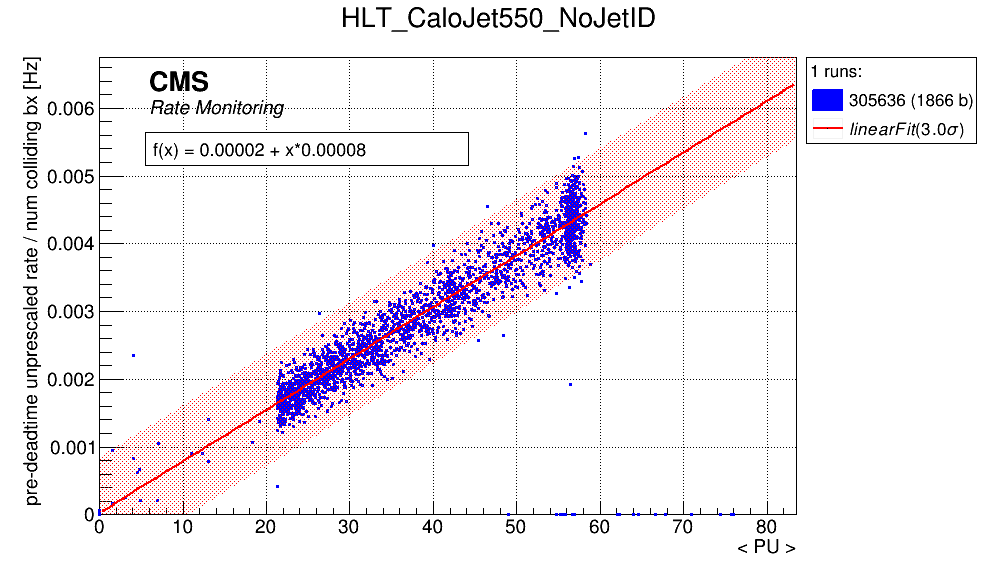 HLT_CaloJet550_NoJetID
CMS
Rate Monitoring
f(x) = 0.00002 + x*0.00008
1 runs:
305636 (1866 b)
linearFit(3.0σ)
pre-deadtime unprescaled rate / num colliding bx [Hz]
0.006
0.005
0.004
0.003
0.002
0.001
0
0 10 20 30 40 50 60 70 80
< PU >